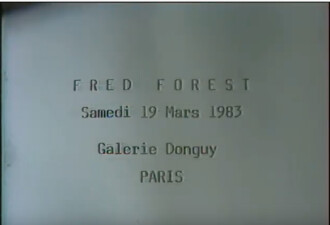 FRED FOREST
Samedi 19 Mars 1983
Galerie Donguy
PARIS